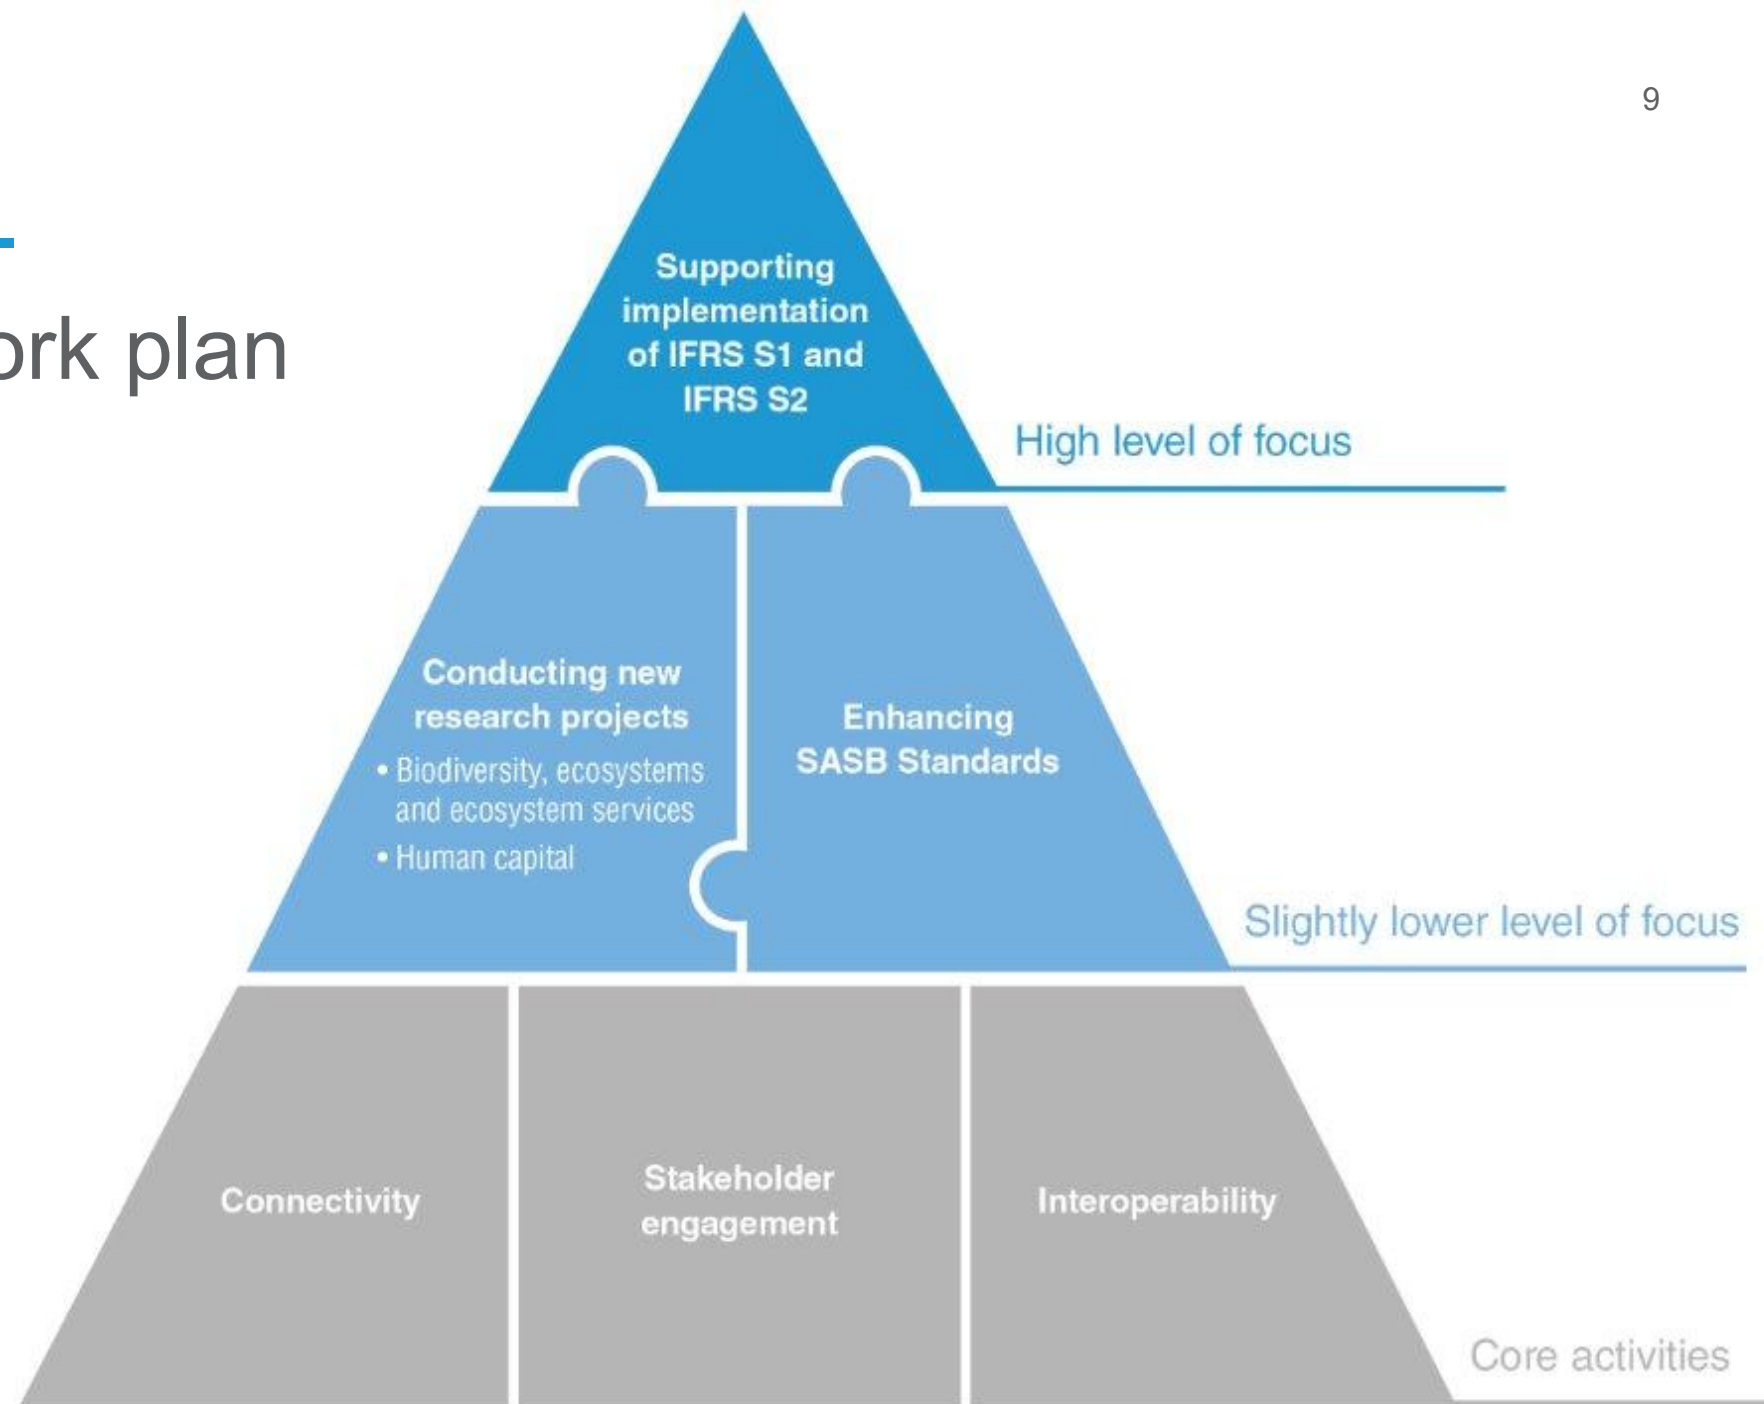 9
ork plan
Supporting
implementation
of IFRS S1 and
IFRS S2
High level of focus
Conducting new
research projects
• Biodiversity, ecosystems
and ecosystem services
• Human capital
Enhancing
SASB Standards
Slightly lower level of focus
Connectivity
Stakeholder
engagement
Interoperability
Core activities